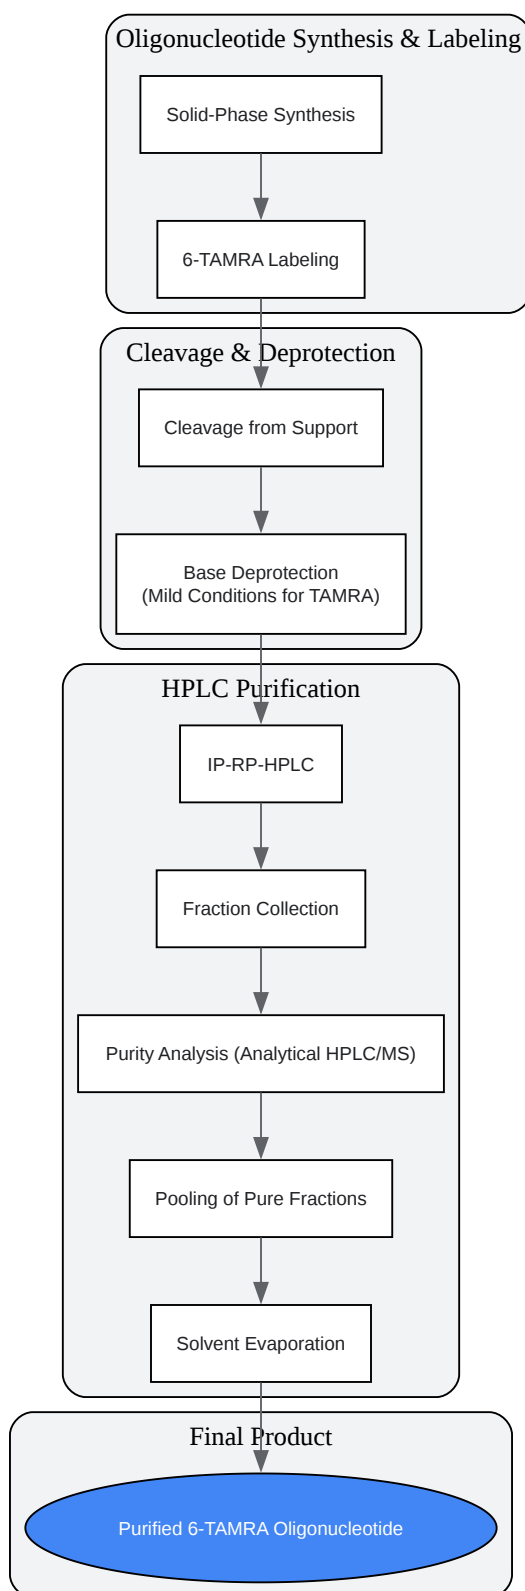 Oligonucleotide Synthesis & Labeling
Solid-Phase Synthesis
6-TAMRA Labeling
Cleavage & Deprotection
Cleavage from Support
Base Deprotection
(Mild Conditions for TAMRA)
HPLC Purification
IP-RP-HPLC
Fraction Collection
Purity Analysis (Analytical HPLC/MS)
Pooling of Pure Fractions
Solvent Evaporation
Final Product
Purified 6-TAMRA Oligonucleotide